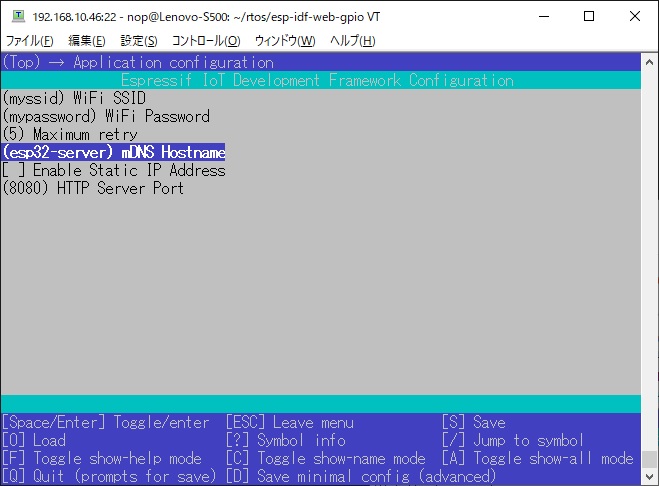 192.168.10.46:22 - nop@Lenovo-S500: ~/rtos/esp-idf-web-gpio VT
ファイル(F) 編集(E) 設定(S) コントロール(O) ウィンドウ(W) ヘルプ(H)
(Top) → Application configuration
Espressif IoT Development Framework Configuration
(myssid) WiFi SSID
(mypassword) WiFi Password
(5) Maximum retry
(esp32-server) mDNS Hostname
[ ] Enable Static IP Address
(8080) HTTP Server Port
[Space/Enter] Toggle/enter [ESC] Leave menu [S] Save
[O] Load [?] Symbol info [/] Jump to symbol
[F] Toggle show-help mode [C] Toggle show-name mode [A] Toggle show-all mode
[Q] Quit (prompts for save) [D] Save minimal config (advanced)